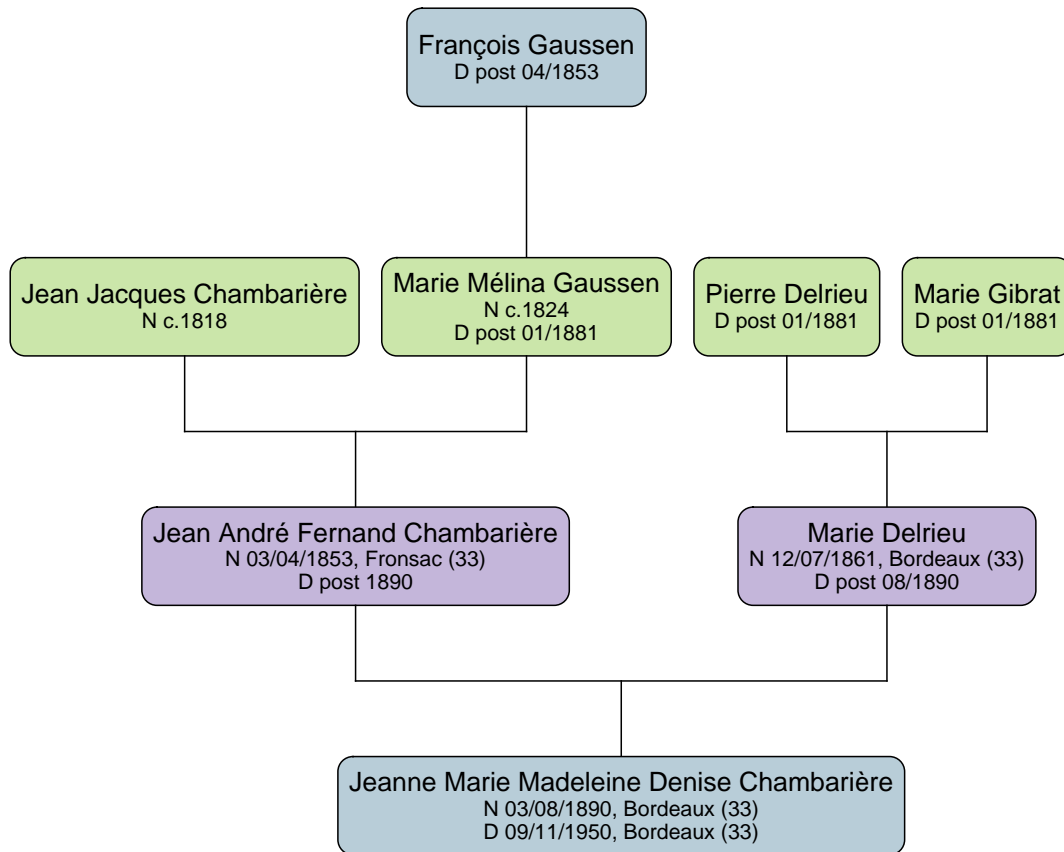 François Gaussen
D post 04/1853
Jean Jacques Chambarière
N c.1818
Marie Mélina Gaussen
N c.1824
D post 01/1881
Pierre Delrieu
D post 01/1881
Marie Gibrat
D post 01/1881
Jean André Fernand Chambarière
N 03/04/1853, Fronsac (33)
D post 1890
Marie Delrieu
N 12/07/1861, Bordeaux (33)
D post 08/1890
Jeanne Marie Madeleine Denise Chambarière
N 03/08/1890, Bordeaux (33)
D 09/11/1950, Bordeaux (33)